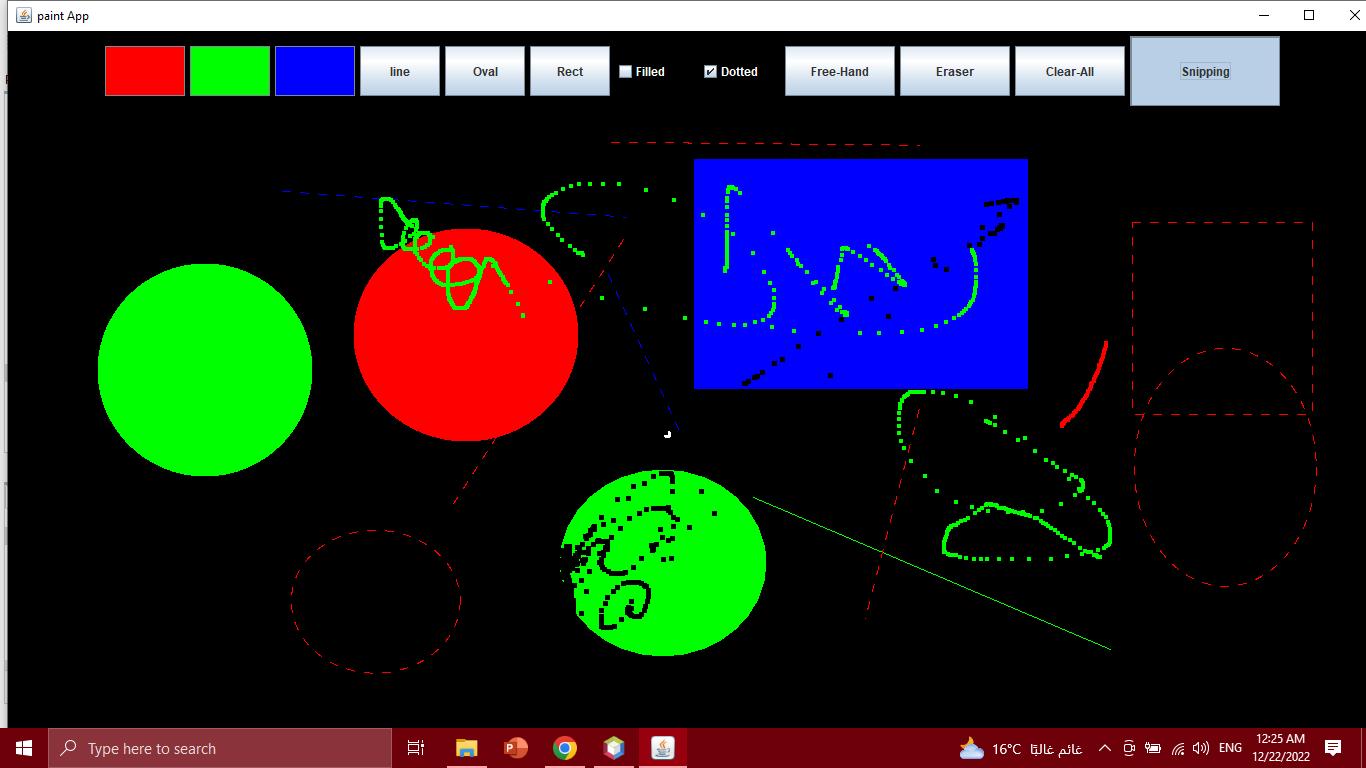 paint App
line Oval Rect Filled Dotted Free-Hand Eraser Clear-All Snipping
Type here to search
16°C غائم غالبًا ENG 12:25 AM
12/22/2022